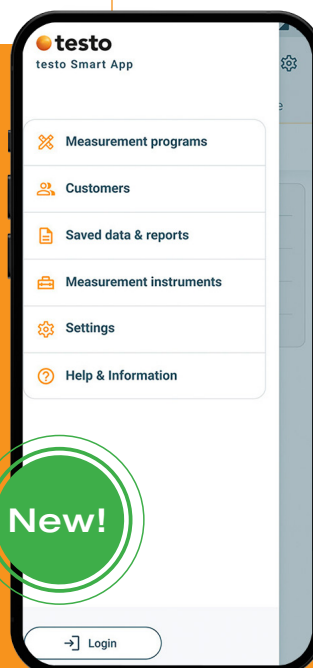 testo
testo Smart App
Measurement programs
Customers
Saved data & reports
Measurement instruments
Settings
Help & Information
New!
Login